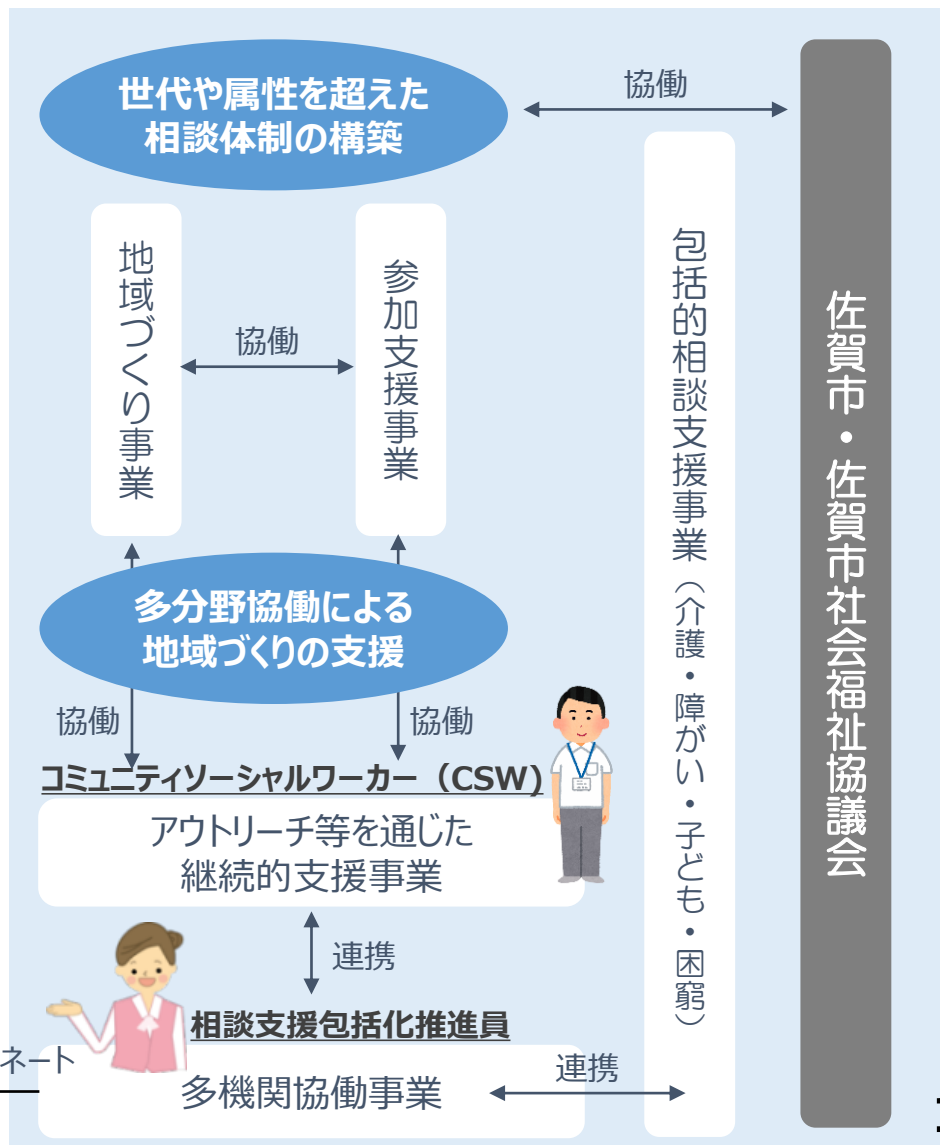 世代や属性を超えた
相談体制の構築
協働
地域づくり事業
協働
参加支援事業
包括的相談支援事業（介護・障がい・子ども・困窮）
佐賀市・佐賀市社会福祉協議会
多分野協働による
地域づくりの支援
協働
協働
コミュニティソーシャルワーカー（CSW)
アウトリーチ等を通じた
継続的支援事業
連携
相談支援包括化推進員
ネート
多機関協働事業
連携